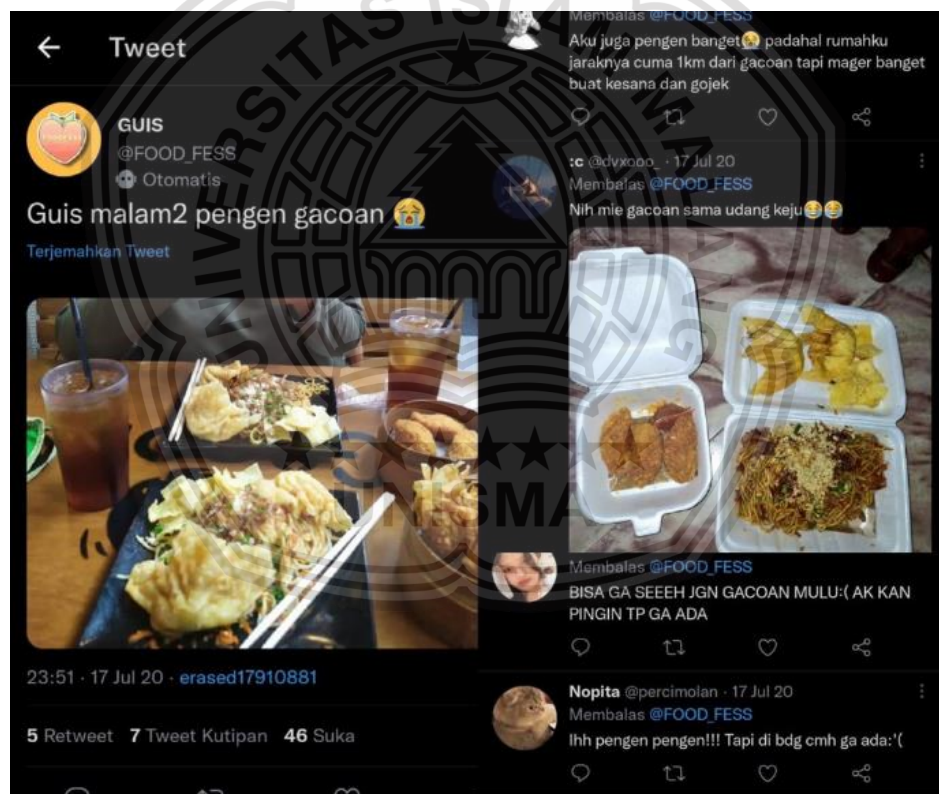 Tweet
GUIS
@FOOD_FESS
Otomatis
Guis malam2 pengen gacoan 😭
Terjemahkan Tweet
23:51 · 17 Jul 20 · erased17910881
5 Retweet 7 Tweet Kutipan 46 Suka
Membalas @FOOD_FESS
Aku juga pengen banget😭 padahal rumahku
jaraknya cuma 1km dari gacoan tapi mager banget
buat kesana dan gojek
:c @dvxooo_ · 17 Jul 20
Membalas @FOOD_FESS
Nih mie gacoan sama udang keju😂😂
Membalas @FOOD_FESS
BISA GA SEEEH JGN GACOAN MULU:( AK KAN
PINGIN TP GA ADA
Nopita @percimolan · 17 Jul 20
Membalas @FOOD_FESS
Ihh pengen pengen!!! Tapi di bdg cmh ga ada:'(
UNIVERSITAS ISLAM MALANG
UNISMA